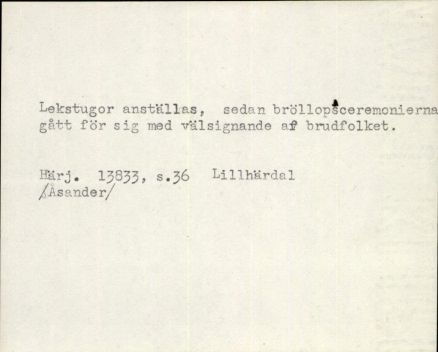 Lekstugor anställas, sedan bröllopsceremonierna
gått för sig med välsignande af brudfolket.
Härj. 13833, s.36 Lillhärdal
/Åsander/